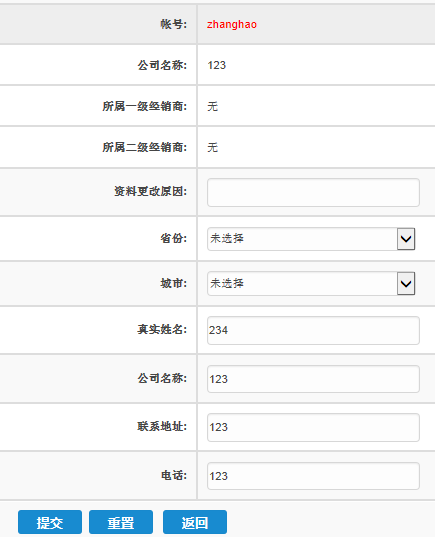 帐号: zhanghao
公司名称: 123
所属一级经销商: 无
所属二级经销商: 无
资料更改原因:
省份: 未选择
城市: 未选择
真实姓名: 234
公司名称: 123
联系地址: 123
电话: 123
提交 重置 返回